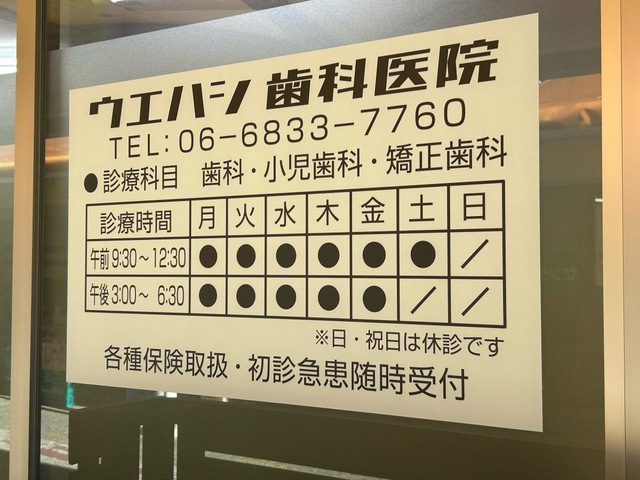 ウエハシ歯科医院
TEL:06-6833-7760
●診療科目 歯科・小児歯科・矯正歯科
診療時間 月 火 水 木 金 土 日
午前9:30～12:30 ● ● ● ● ● ● ／
午後3:00～ 6:30 ● ● ● ● ● ／ ／
※日・祝日は休診です
各種保険取扱・初診急患随時受付